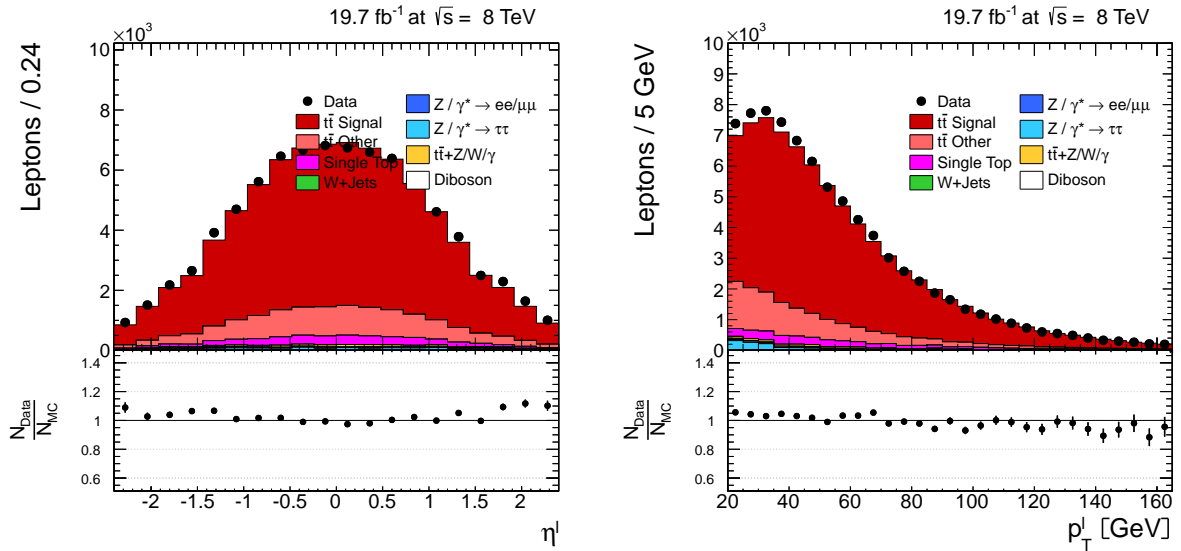 19.7 fb⁻¹ at √s = 8 TeV
×10³
Leptons / 0.24
10
8
6
4
2
0
Data
tt̄ Signal
tt̄ Other
Single Top
W+Jets
Z / γ* → ee/μμ
Z / γ* → ττ
tt̄+Z/W/γ
Diboson
N_Data
N_MC
1.4
1.2
1
0.8
0.6
-2 -1.5 -1 -0.5 0 0.5 1 1.5 2
η^l
19.7 fb⁻¹ at √s = 8 TeV
×10³
Leptons / 5 GeV
10
9
8
7
6
5
4
3
2
1
0
Data
tt̄ Signal
tt̄ Other
Single Top
W+Jets
Z / γ* → ee/μμ
Z / γ* → ττ
tt̄+Z/W/γ
Diboson
N_Data
N_MC
1.4
1.2
1
0.8
0.6
20 40 60 80 100 120 140 160
p_T^l [GeV]